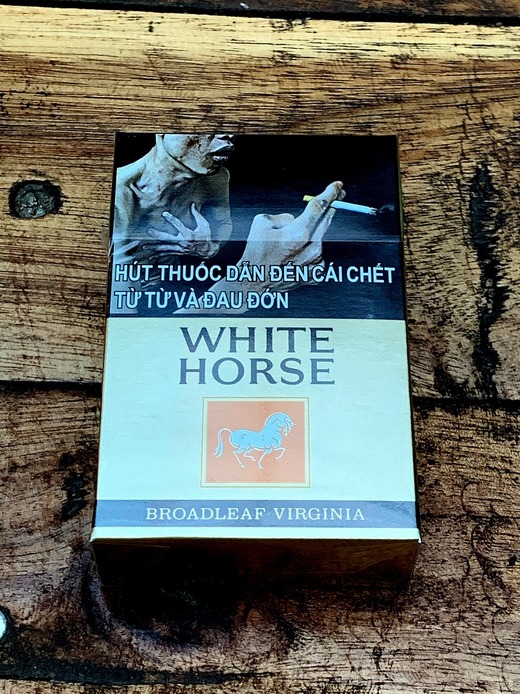 HÚT THUỐC DẪN ĐẾN CÁI CHẾT
TỪ TỪ VÀ ĐAU ĐỚN
WHITE
HORSE
BROADLEAF VIRGINIA